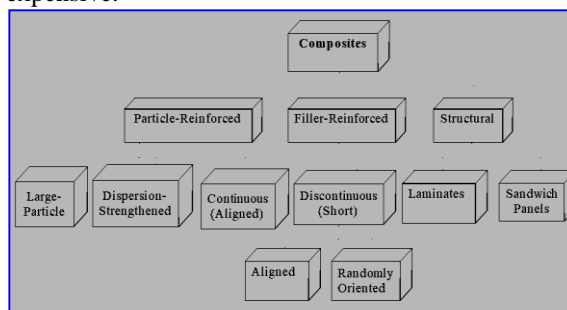 expensive.
Composites
Particle-Reinforced
Filler-Reinforced
Structural
Large-
Particle
Dispersion-
Strengthened
Continuous
(Aligned)
Discontinuous
(Short)
Laminates
Sandwich
Panels
Aligned
Randomly
Oriented